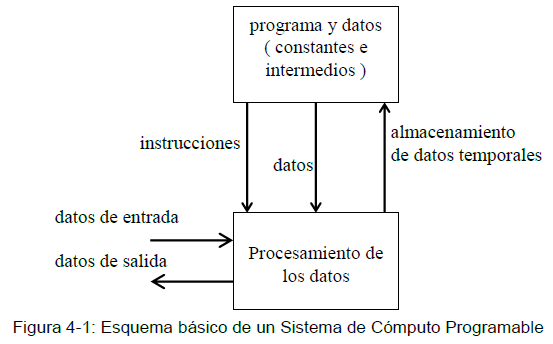 programa y datos
( constantes e
intermedios )
instrucciones
datos
almacenamiento
de datos temporales
datos de entrada
datos de salida
Procesamiento de
los datos
Figura 4-1: Esquema básico de un Sistema de Cómputo Programable